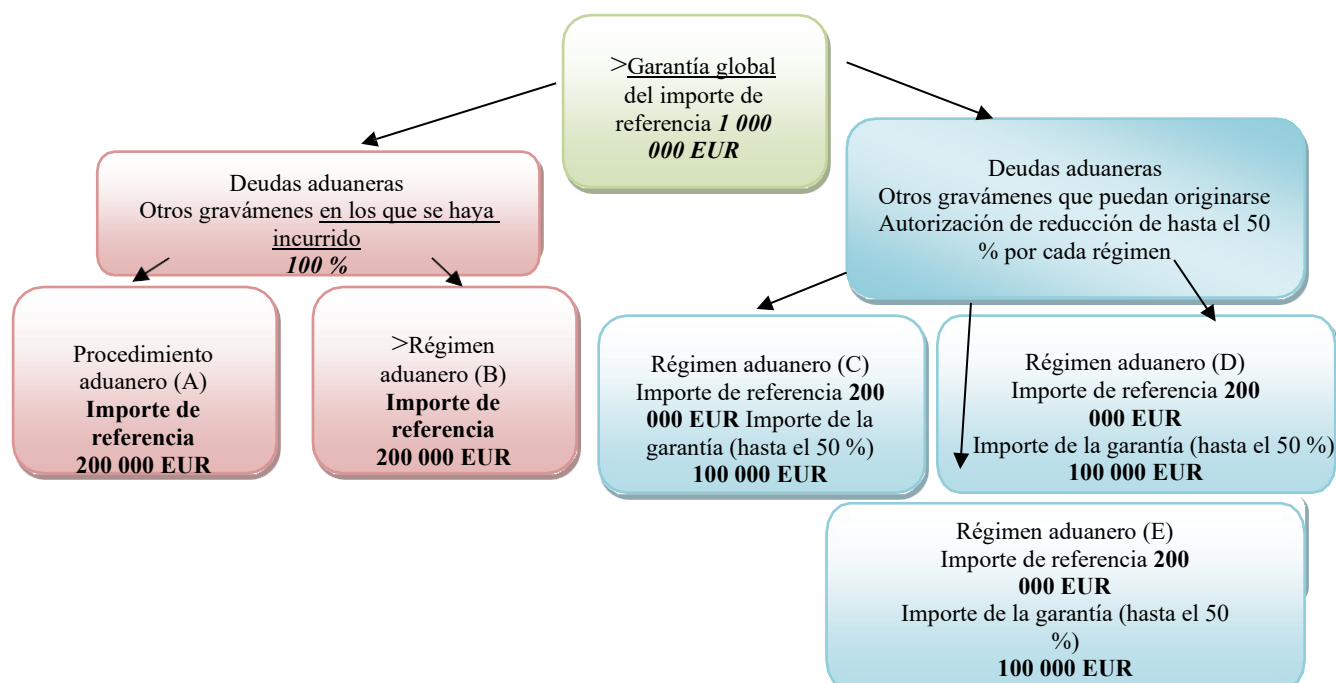 >Garantía global
del importe de
referencia 1 000
000 EUR
Deudas aduaneras
Otros gravámenes en los que se haya
incurrido
100 %
Deudas aduaneras
Otros gravámenes que puedan originarse
Autorización de reducción de hasta el 50
% por cada régimen
Procedimiento
aduanero (A)
Importe de
referencia
200 000 EUR
>Régimen
aduanero (B)
Importe de
referencia
200 000 EUR
Régimen aduanero (C)
Importe de referencia 200
000 EUR Importe de la
garantía (hasta el 50 %)
100 000 EUR
Régimen aduanero (D)
Importe de referencia 200
000 EUR
Importe de la garantía (hasta el 50 %)
100 000 EUR
Régimen aduanero (E)
Importe de referencia 200
000 EUR
Importe de la garantía (hasta el 50
%)
100 000 EUR